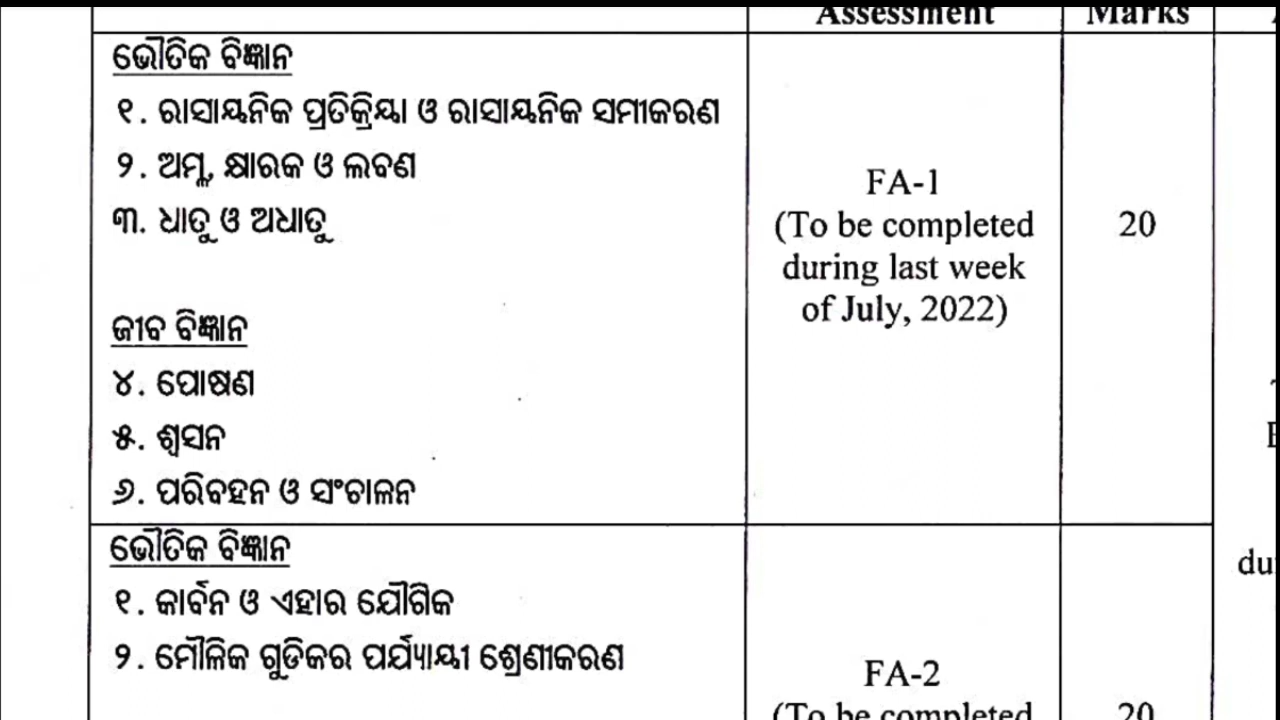 Assessment
Marks
ଭୌତିକ ବିଜ୍ଞାନ
୧. ରାସାୟନିକ ପ୍ରତିକ୍ରିୟା ଓ ରାସାୟନିକ ସମୀକରଣ
୨. ଅମ୍ଳ, କ୍ଷାରକ ଓ ଲବଣ
୩. ଧାତୁ ଓ ଅଧାତୁ
ଜୀବ ବିଜ୍ଞାନ
୪. ପୋଷଣ
୫. ଶ୍ୱସନ
୬. ପରିବହନ ଓ ସଂଚାଳନ
FA-1
(To be completed
during last week
of July, 2022)
20
ଭୌତିକ ବିଜ୍ଞାନ
୧. କାର୍ବନ ଓ ଏହାର ଯୌଗିକ
୨. ମୌଳିକ ଗୁଡିକର ପର୍ଯ୍ୟାୟୀ ଶ୍ରେଣୀକରଣ
FA-2
(To be completed
20
du